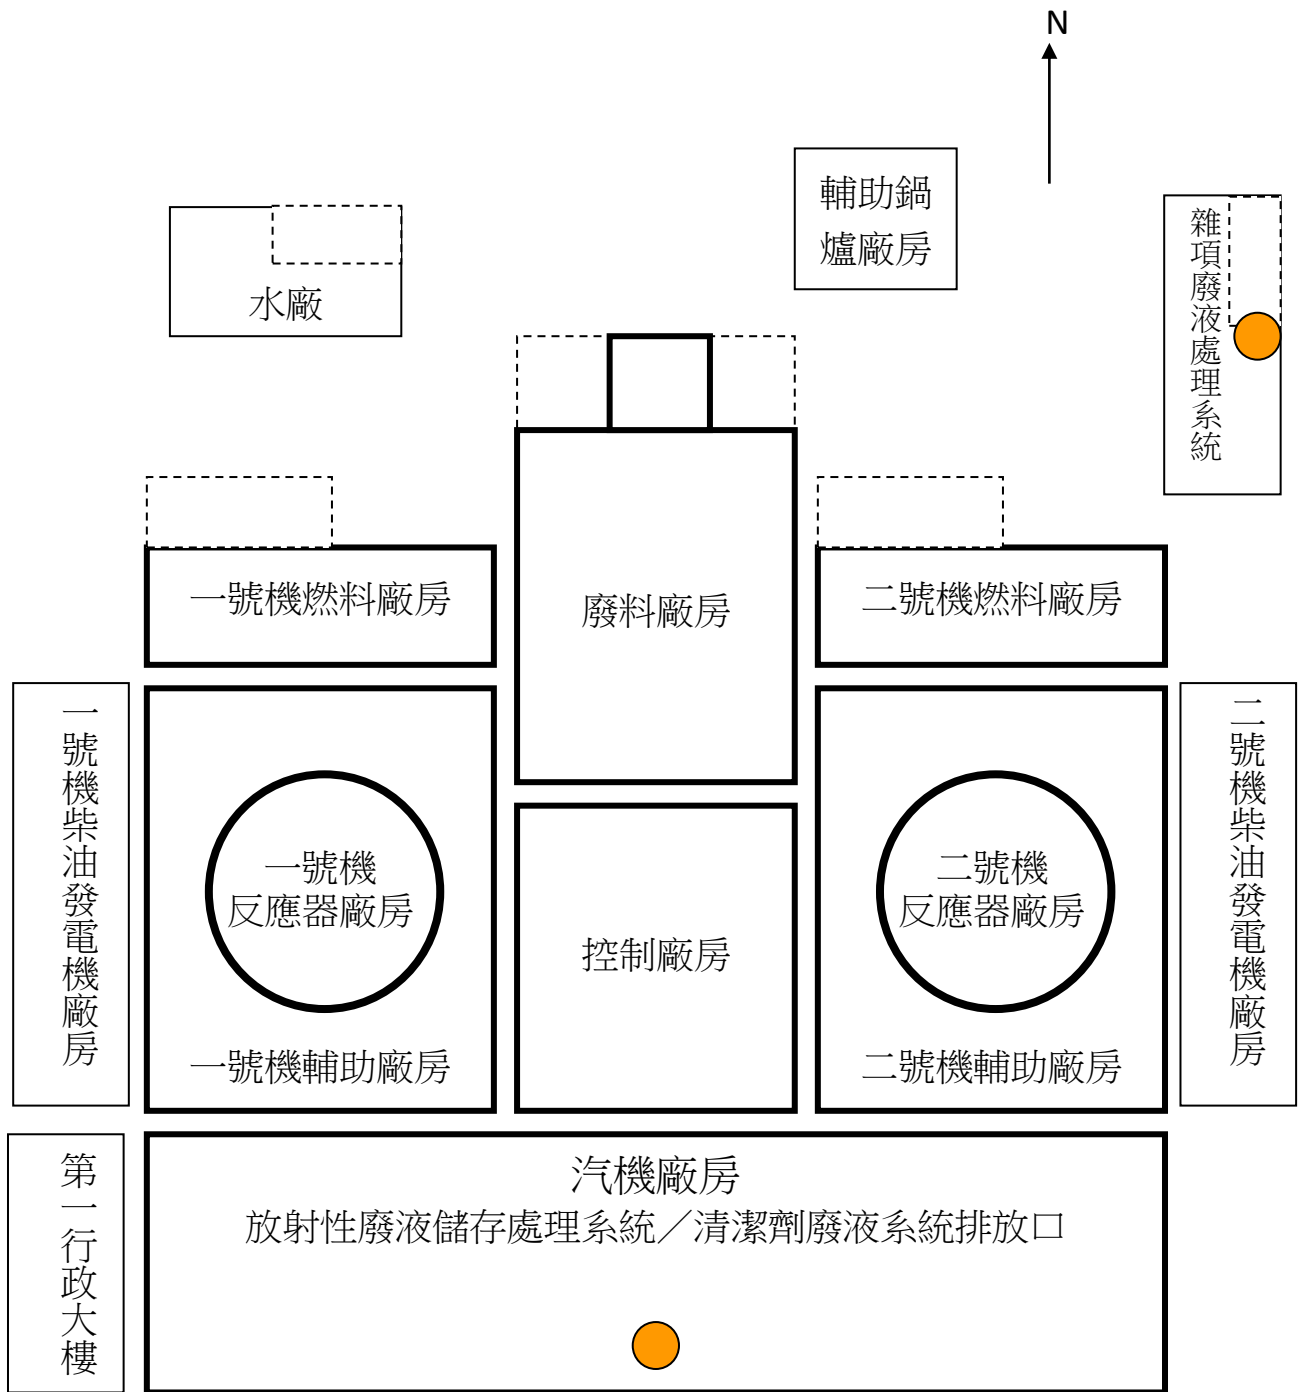 N
輔助鍋
爐廠房
雜項廢液處理系統
水廠
一號機燃料廠房
廢料廠房
二號機燃料廠房
一號機柴油發電機廠房
二號機柴油發電機廠房
一號機
反應器廠房
二號機
反應器廠房
控制廠房
一號機輔助廠房
二號機輔助廠房
第一行政大樓
汽機廠房
放射性廢液儲存處理系統／清潔劑廢液系統排放口